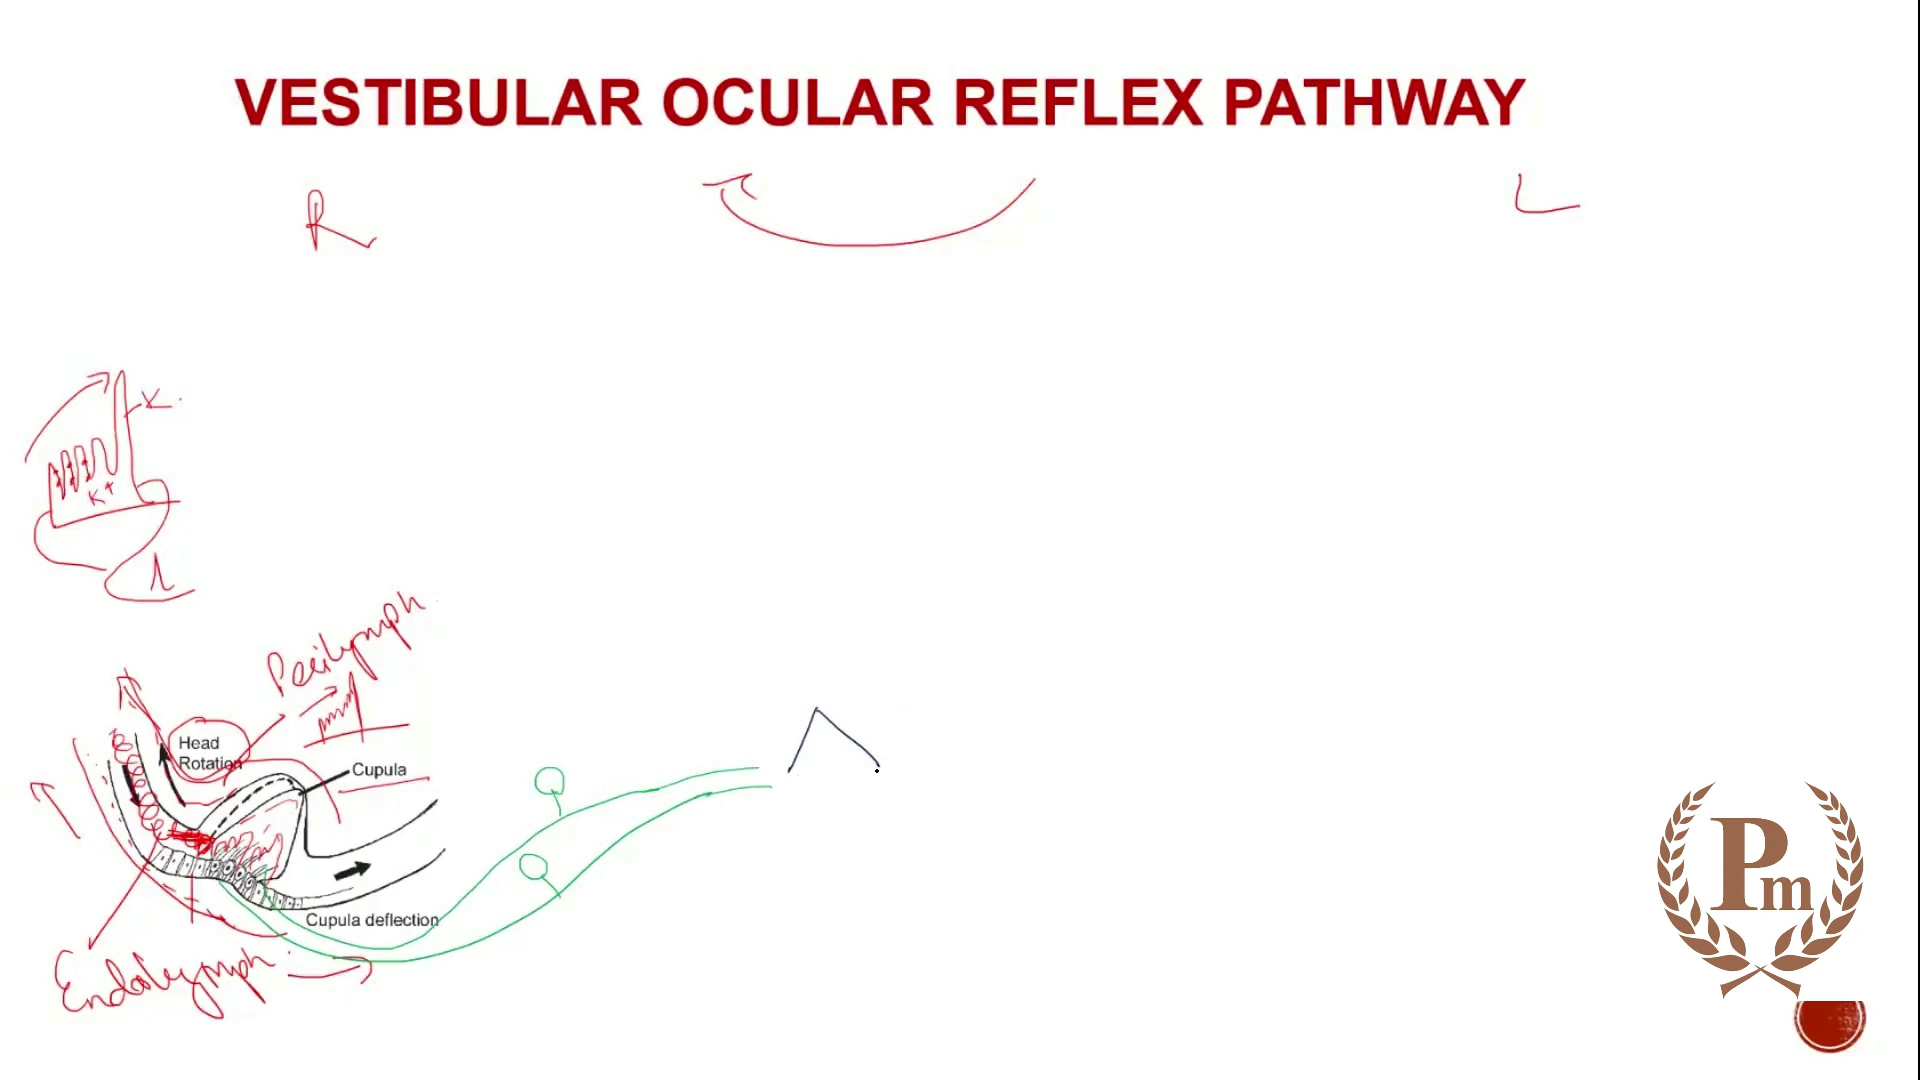 VESTIBULAR OCULAR REFLEX PATHWAY
R
L
K
K+
Perilymph
Head
Rotation
Cupula
Cupula deflection
Endolymph
Pm